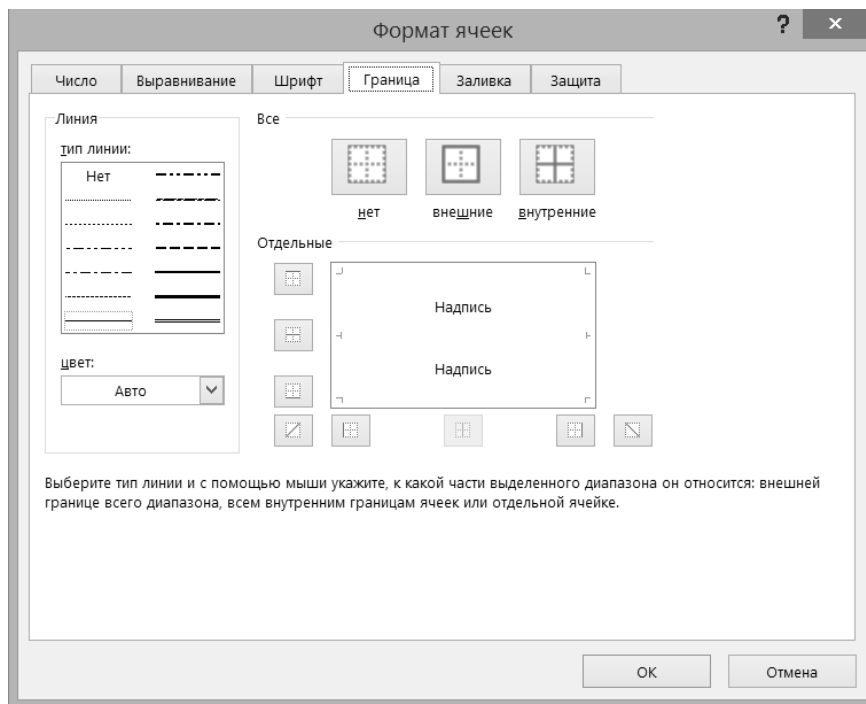 Формат ячеек
? ×
Число Выравнивание Шрифт Граница Заливка Защита
Линия
тип линии:
Нет
цвет:
Авто
Все
нет внешние внутренние
Отдельные
Надпись
Надпись
Выберите тип линии и с помощью мыши укажите, к какой части выделенного диапазона он относится: внешней
границе всего диапазона, всем внутренним границам ячеек или отдельной ячейке.
ОК Отмена